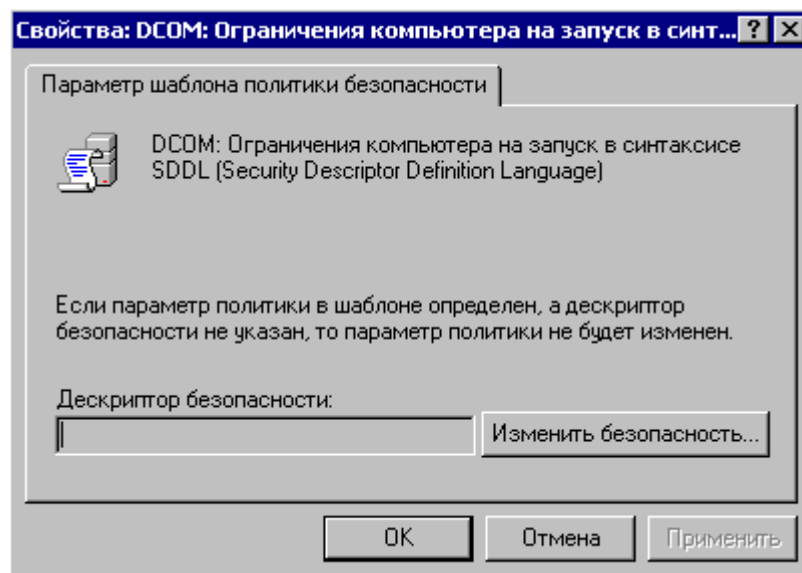 Свойства: DCOM: Ограничения компьютера на запуск в синт...
Параметр шаблона политики безопасности
DCOM: Ограничения компьютера на запуск в синтаксисе
SDDL (Security Descriptor Definition Language)
Если параметр политики в шаблоне определен, а дескриптор
безопасности не указан, то параметр политики не будет изменен.
Дескриптор безопасности:
Изменить безопасность...
OK
Отмена
Применить